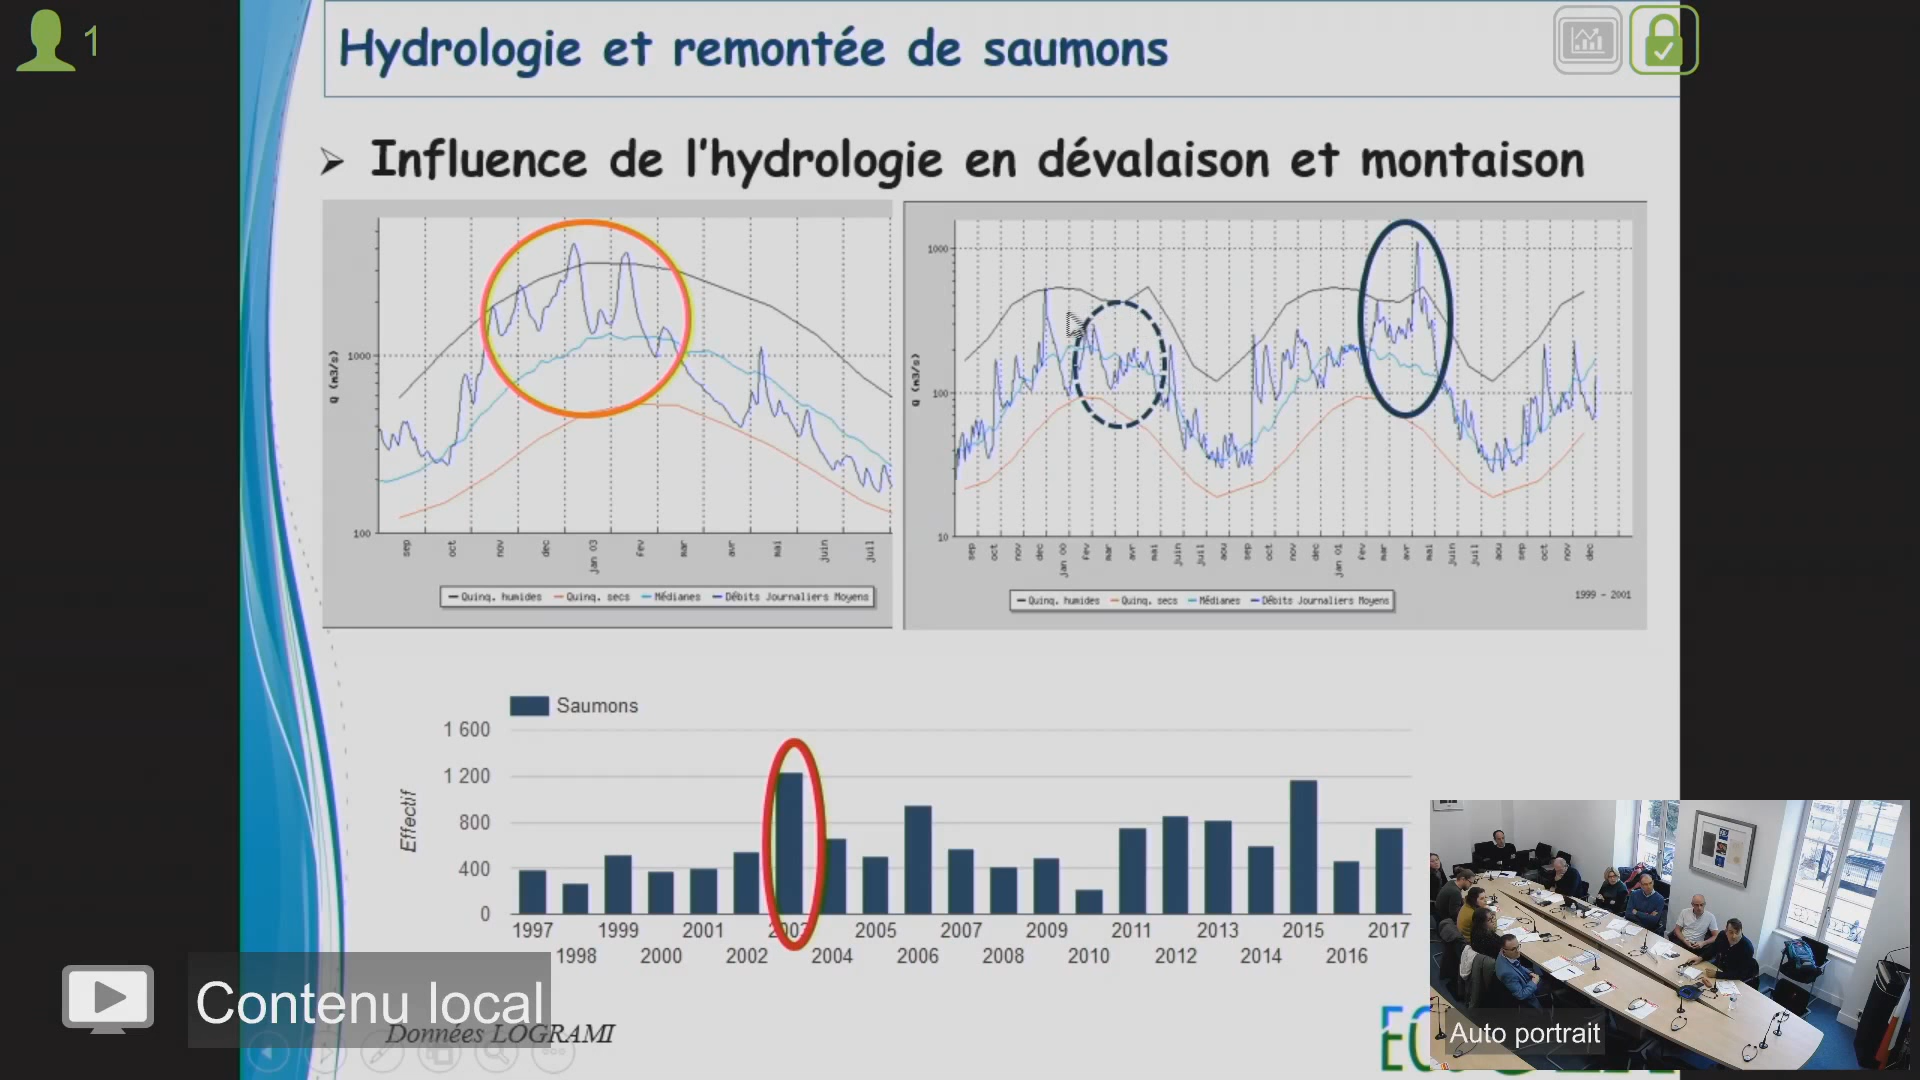 1
Hydrologie et remontée de saumons
➢ Influence de l'hydrologie en dévalaison et montaison
Q (m3/s)
1000
100
sep oct nov dec jan 03 fev mar avr mai juin juil
Quinq. humides Quinq. secs Médianes Débits Journaliers Moyens
Q (m3/s)
1000
100
10
sep oct nov dec jan 00 fev mar avr mai juin juil aou sep oct nov dec jan 01 fev mar avr mai juin juil aou sep oct nov dec
Quinq. humides Quinq. secs Médianes Débits Journaliers Moyens
1999 - 2001
Saumons
Effectif
1 600
1 200
800
400
0
1997 1999 2001 2003 2005 2007 2009 2011 2013 2015 2017
1998 2000 2002 2004 2006 2008 2010 2012 2014 2016
Contenu local
Données LOGRAMI
Auto portrait